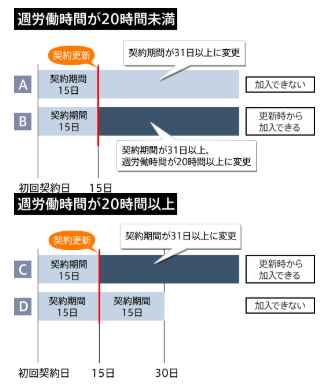 週労働時間が20時間未満
契約更新
契約期間が31日以上に変更
A
契約期間
15日
加入できない
B
契約期間
15日
更新時から
加入できる
契約期間が31日以上、
週労働時間が20時間以上に変更
初回契約日
15日
週労働時間が20時間以上
契約更新
契約期間が31日以上に変更
C
契約期間
15日
更新時から
加入できる
D
契約期間
15日
契約期間
15日
加入できない
初回契約日
15日
30日